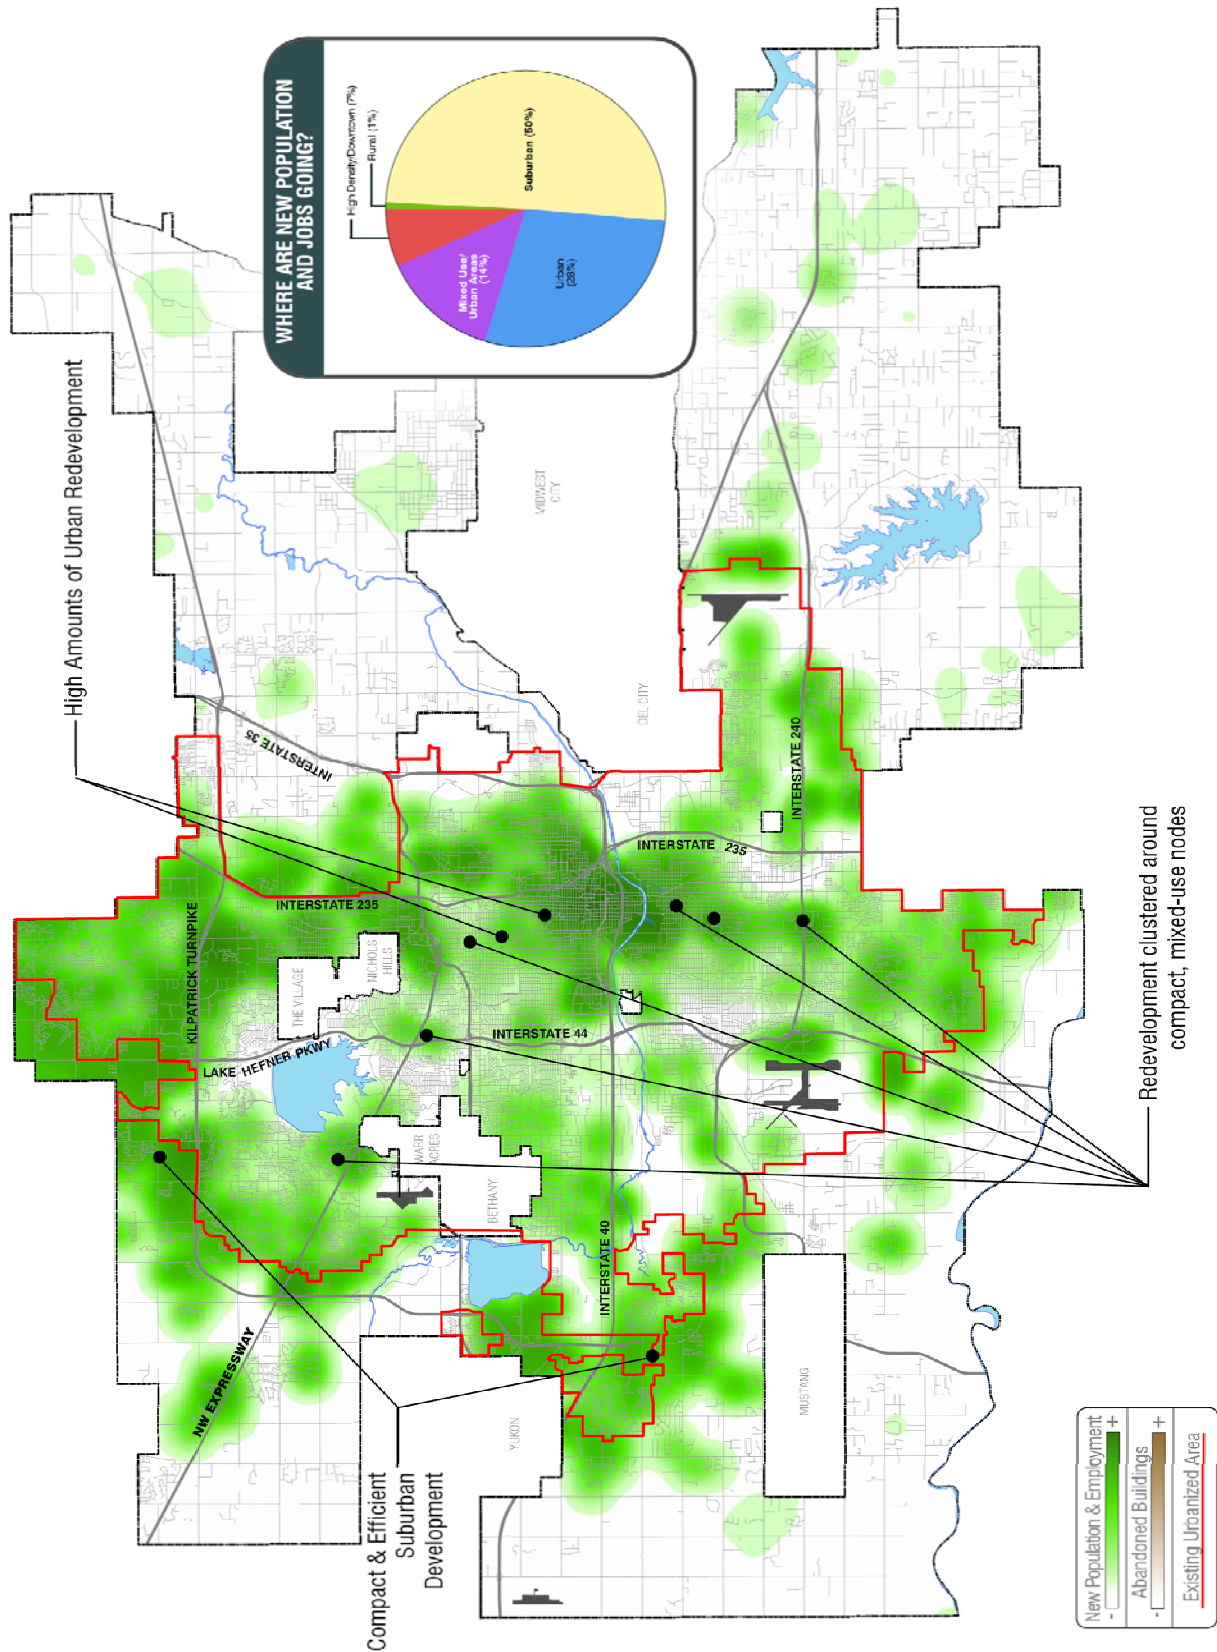 High Amounts of Urban Redevelopment
WHERE ARE NEW POPULATION
AND JOBS GOING?
High Density/Downtown (7%)
Rural (1%)
Suburban (50%)
Mixed Use/
Urban Areas
(14%)
Urban
(28%)
INTERSTATE 35
KILPATRICK TURNPIKE
INTERSTATE 235
THE VILLAGE
NICHOLS
HILLS
LAKE HEFNER PKWY
INTERSTATE 44
MIDWEST
CITY
DEL CITY
INTERSTATE 235
INTERSTATE 240
WARR
ACRES
BETHANY
INTERSTATE 40
NW EXPRESSWAY
YUKON
MUSTANG
Compact & Efficient
Suburban
Development
Redevelopment clustered around
compact, mixed-use nodes
New Population & Employment
- +
Abandoned Buildings
- +
Existing Urbanized Area